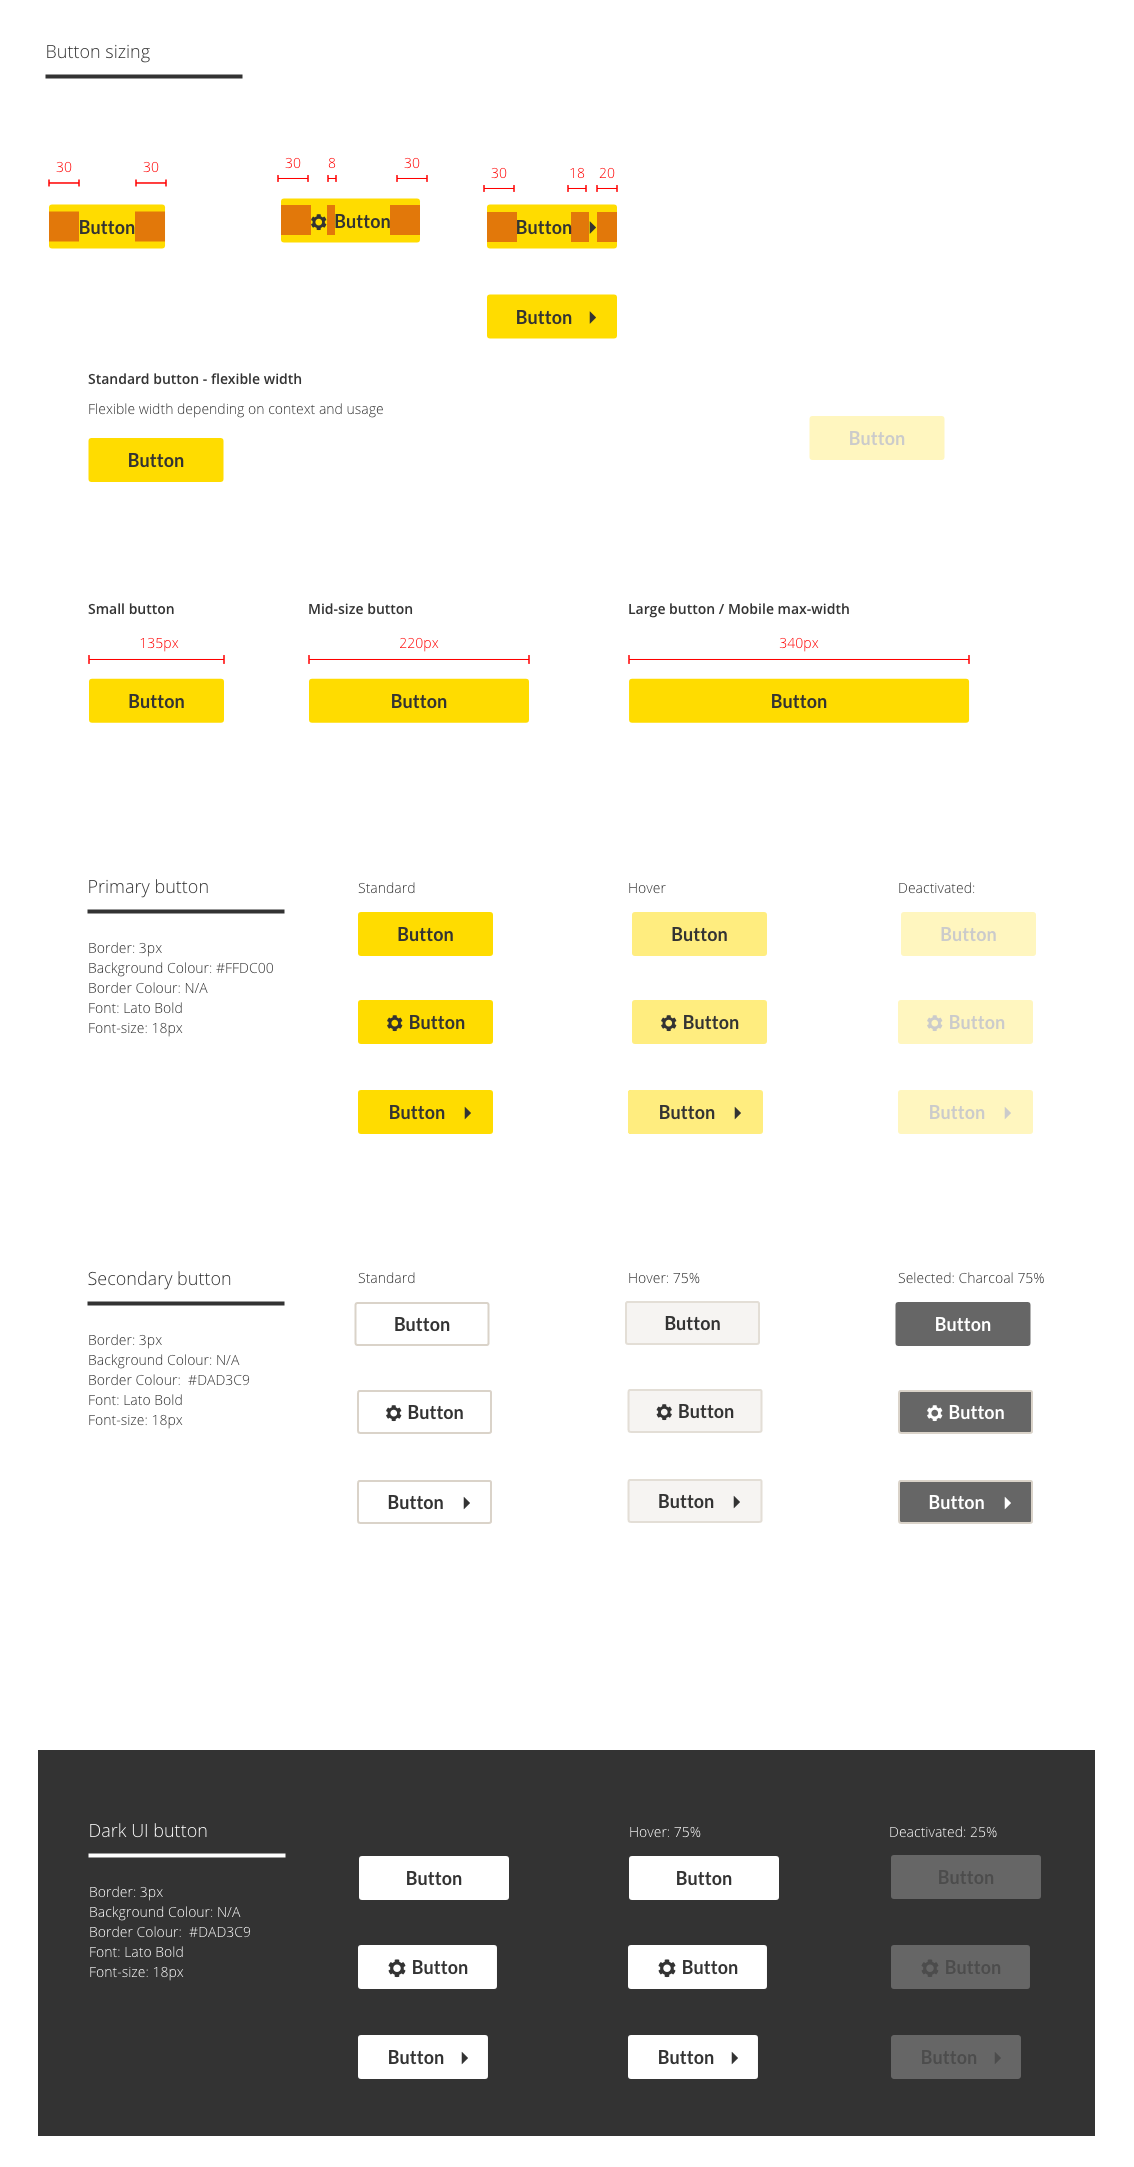 Button sizing
30 30 30 8 30 30 18 20
Button Button Button
Button
Standard button - flexible width
Flexible width depending on context and usage
Button
Button
Small button Mid-size button Large button / Mobile max-width
135px 220px 340px
Button Button Button
Primary button Standard Hover Deactivated:
Button Button Button
Border: 3px
Background Colour: #FFDC00
Border Colour: N/A
Font: Lato Bold
Font-size: 18px
Button Button Button
Button Button Button
Secondary button Standard Hover: 75% Selected: Charcoal 75%
Button Button Button
Border: 3px
Background Colour: N/A
Border Colour:  #DAD3C9
Font: Lato Bold
Font-size: 18px
Button Button Button
Button Button Button
Dark UI button Hover: 75% Deactivated: 25%
Button Button Button
Border: 3px
Background Colour: N/A
Border Colour:  #DAD3C9
Font: Lato Bold
Font-size: 18px
Button Button Button
Button Button Button